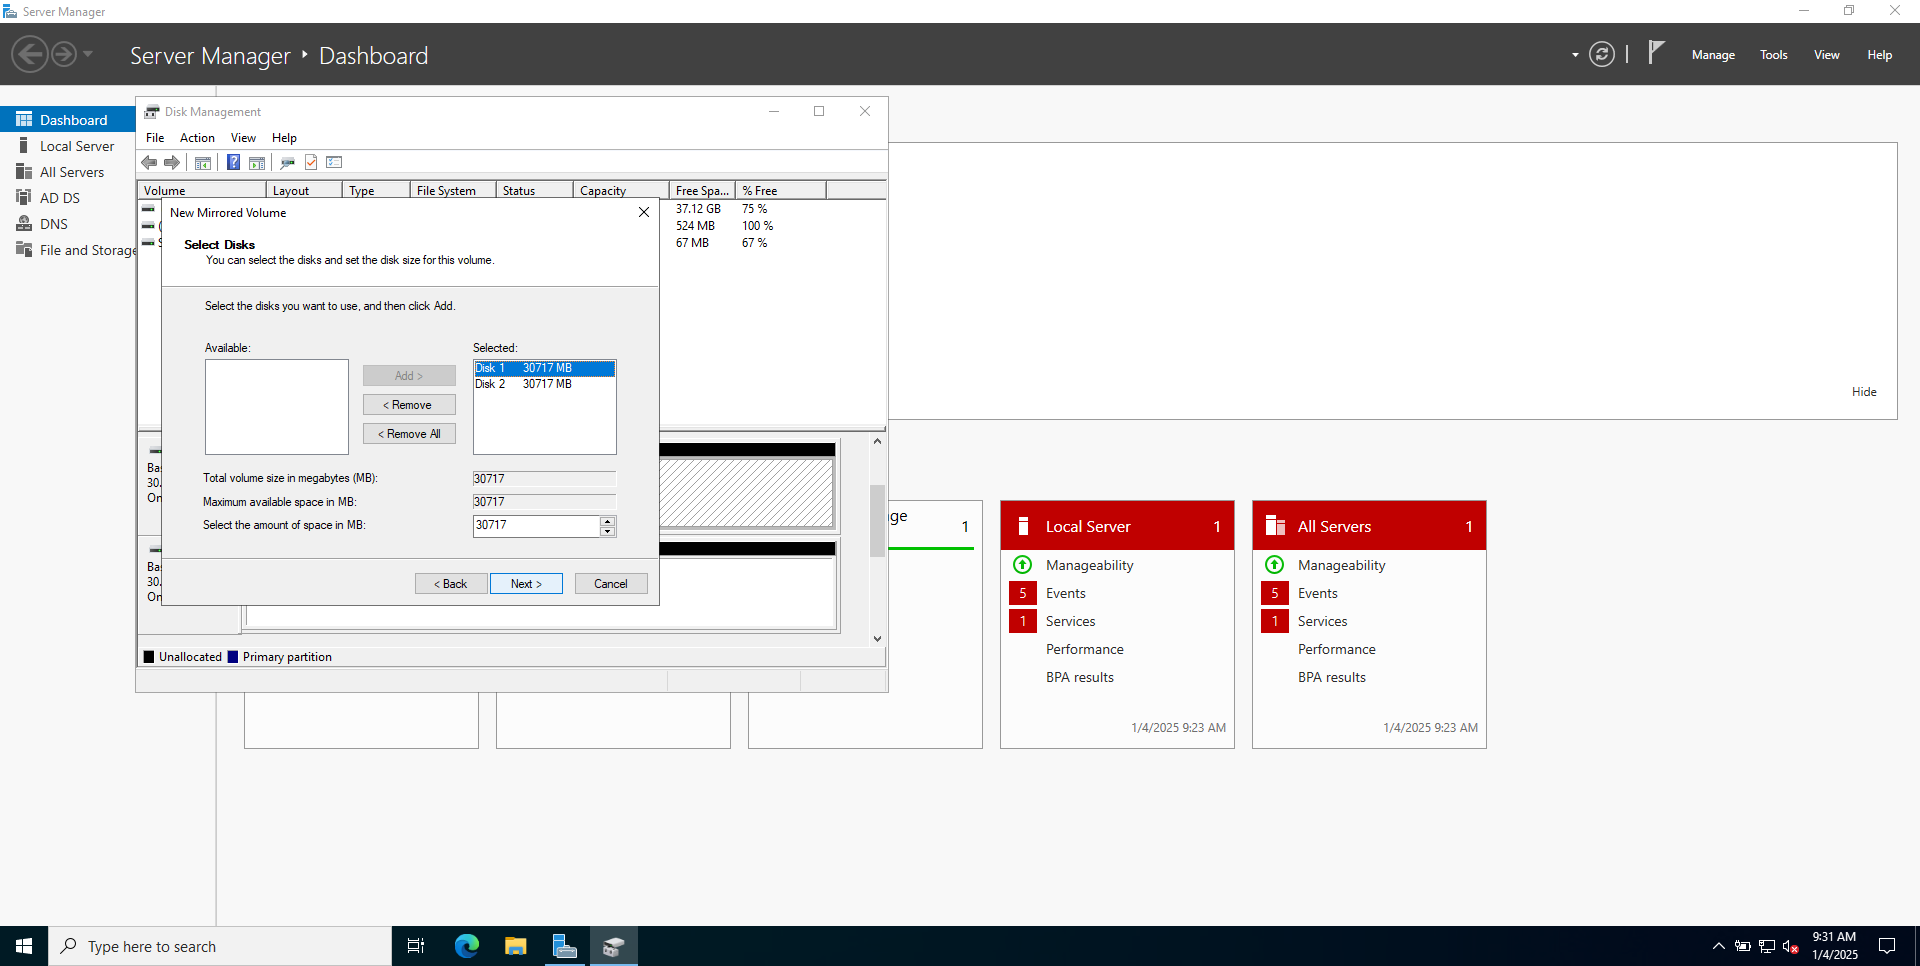 Server Manager
Server Manager ‣ Dashboard
Manage Tools View Help
Dashboard
Local Server
All Servers
AD DS
DNS
File and Storage
Disk Management
File Action View Help
Volume Layout Type File System Status Capacity Free Spa... % Free
37.12 GB 75 %
524 MB 100 %
67 MB 67 %
New Mirrored Volume
Select Disks
You can select the disks and set the disk size for this volume.
Select the disks you want to use, and then click Add.
Available:
Selected:
Add >
< Remove
< Remove All
Disk 1 30717 MB
Disk 2 30717 MB
Total volume size in megabytes (MB): 30717
Maximum available space in MB: 30717
Select the amount of space in MB: 30717
< Back Next > Cancel
Ba
30.
On
Ba
30.
On
Unallocated Primary partition
Hide
ge 1
Local Server 1
Manageability
5 Events
1 Services
Performance
BPA results
1/4/2025 9:23 AM
All Servers 1
Manageability
5 Events
1 Services
Performance
BPA results
1/4/2025 9:23 AM
Type here to search
9:31 AM
1/4/2025